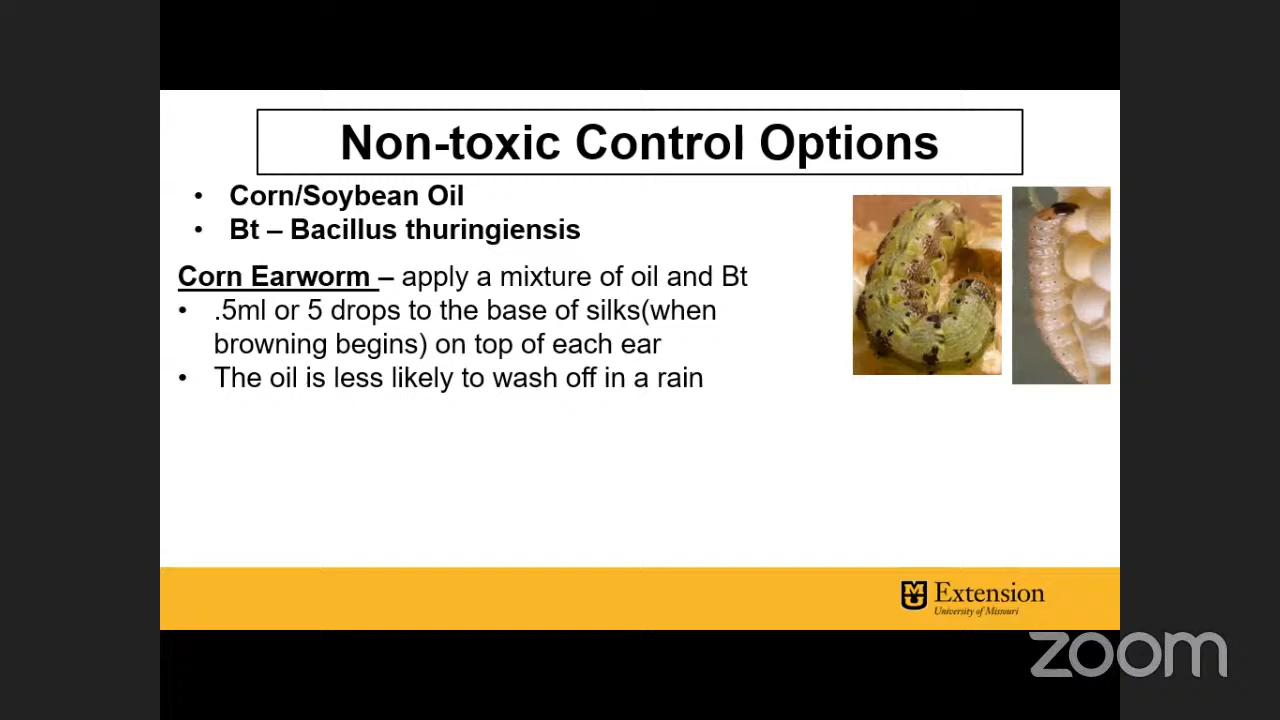 Non-toxic Control Options
• Corn/Soybean Oil
• Bt – Bacillus thuringiensis
Corn Earworm – apply a mixture of oil and Bt
• .5ml or 5 drops to the base of silks(when
browning begins) on top of each ear
• The oil is less likely to wash off in a rain
MU Extension
University of Missouri
zoom